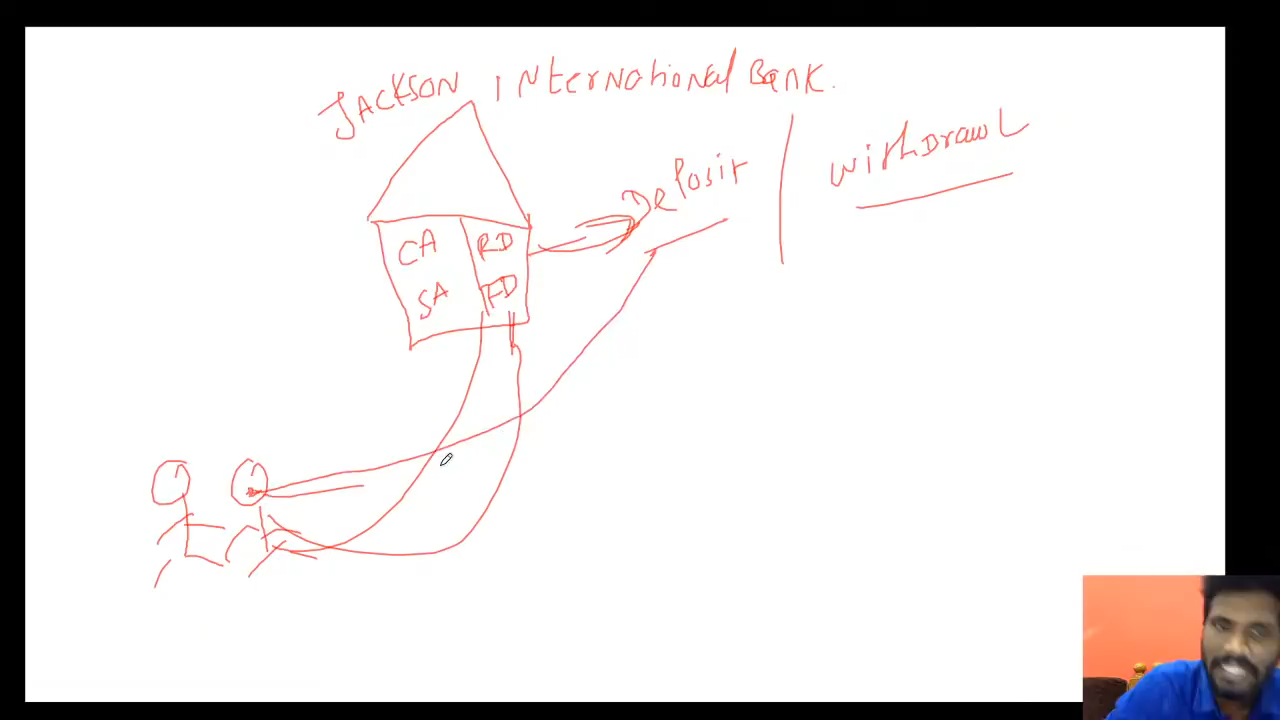 JACKSON INTERNATIONAL BANK.
Deposit
WITHDRAWL
CA RD
SA FD